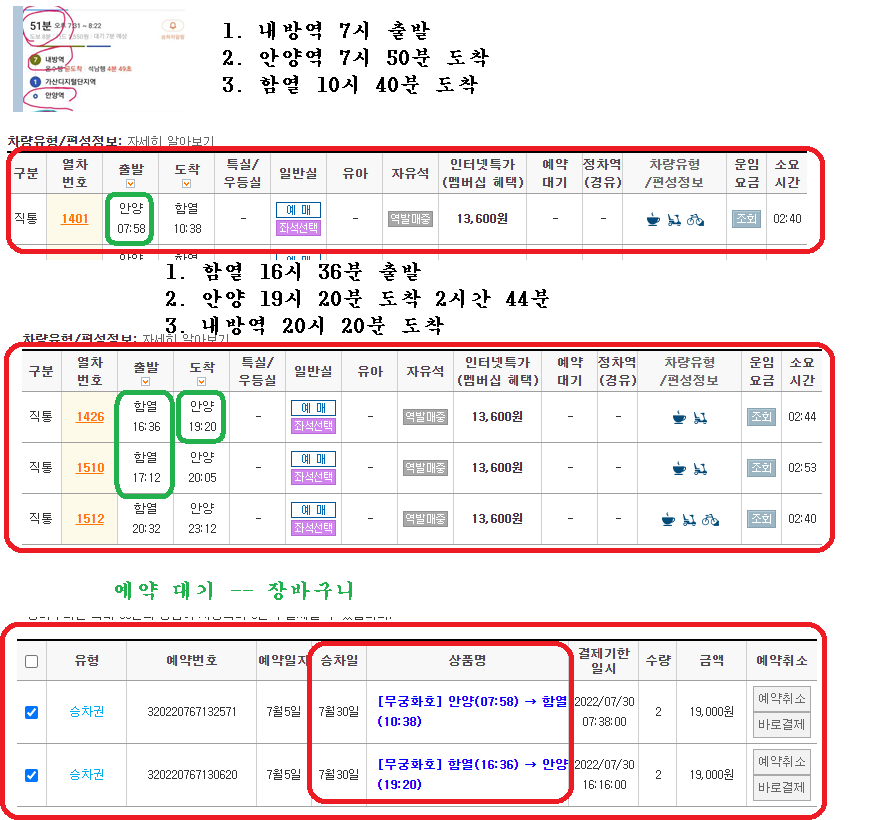 51분 오후 7:31 ~ 8:22
7 내방역
석남행 4분 49초
1 가산디지털단지역
안양역
1. 내방역 7시 출발
2. 안양역 7시 50분 도착
3. 함열 10시 40분 도착
차량유형/편성정보: 자세히 알아보기
구분 열차 번호 출발 도착 특실/ 우등실 일반실 유아 자유석 인터넷특가 (멤버십 혜택) 예약 대기 정차역 (경유) 차량유형 /편성정보 운임 요금 소요 시간
직통 1401 안양 07:58 함열 10:38 - 예 매 좌석선택 - 역발매중 13,600원 - - 조회 02:40
1. 함열 16시 36분 출발
2. 안양 19시 20분 도착 2시간 44분
3. 내방역 20시 20분 도착
차량유형/편성정보: 자세히 알아보기
구분 열차 번호 출발 도착 특실/ 우등실 일반실 유아 자유석 인터넷특가 (멤버십 혜택) 예약 대기 정차역 (경유) 차량유형 /편성정보 운임 요금 소요 시간
직통 1426 함열 16:36 안양 19:20 - 예 매 좌석선택 - 역발매중 13,600원 - - 조회 02:44
직통 1510 함열 17:12 안양 20:05 - 예 매 좌석선택 - 역발매중 13,600원 - - 조회 02:53
직통 1512 함열 20:32 안양 23:12 - 예 매 좌석선택 - 역발매중 13,600원 - - 조회 02:40
예약 대기 -- 장바구니
유형 예약번호 예약일자 승차일 상품명 결제기한 일시 수량 금액 예약취소
승차권 320220767132571 7월5일 7월30일 [무궁화호] 안양(07:58) → 함열 (10:38) 2022/07/30 07:38:00 2 19,000원 예약취소 바로결제
승차권 320220767130620 7월5일 7월30일 [무궁화호] 함열(16:36) → 안양 (19:20) 2022/07/30 16:16:00 2 19,000원 예약취소 바로결제